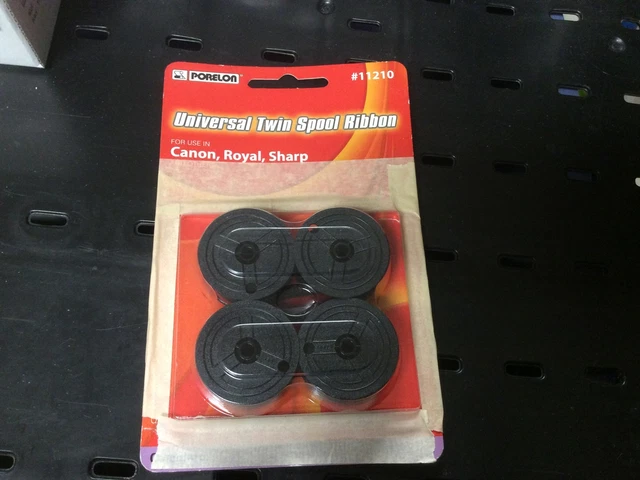 PORELON
#11210
Universal Twin Spool Ribbon
FOR USE IN
Canon, Royal, Sharp